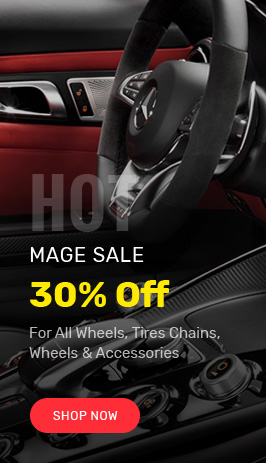 HOT
MAGE SALE
30% Off
For All Wheels, Tires Chains,
Wheels & Accessories
SHOP NOW